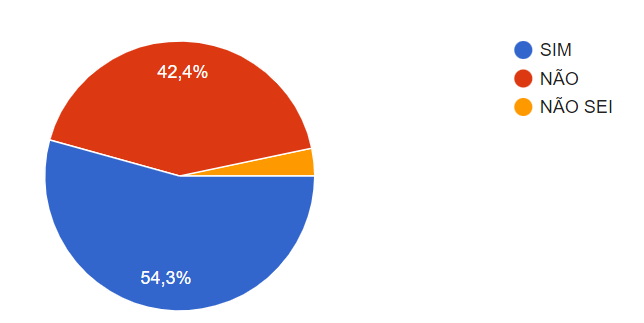 42,4%
54,3%
SIM
NÃO
NÃO SEI